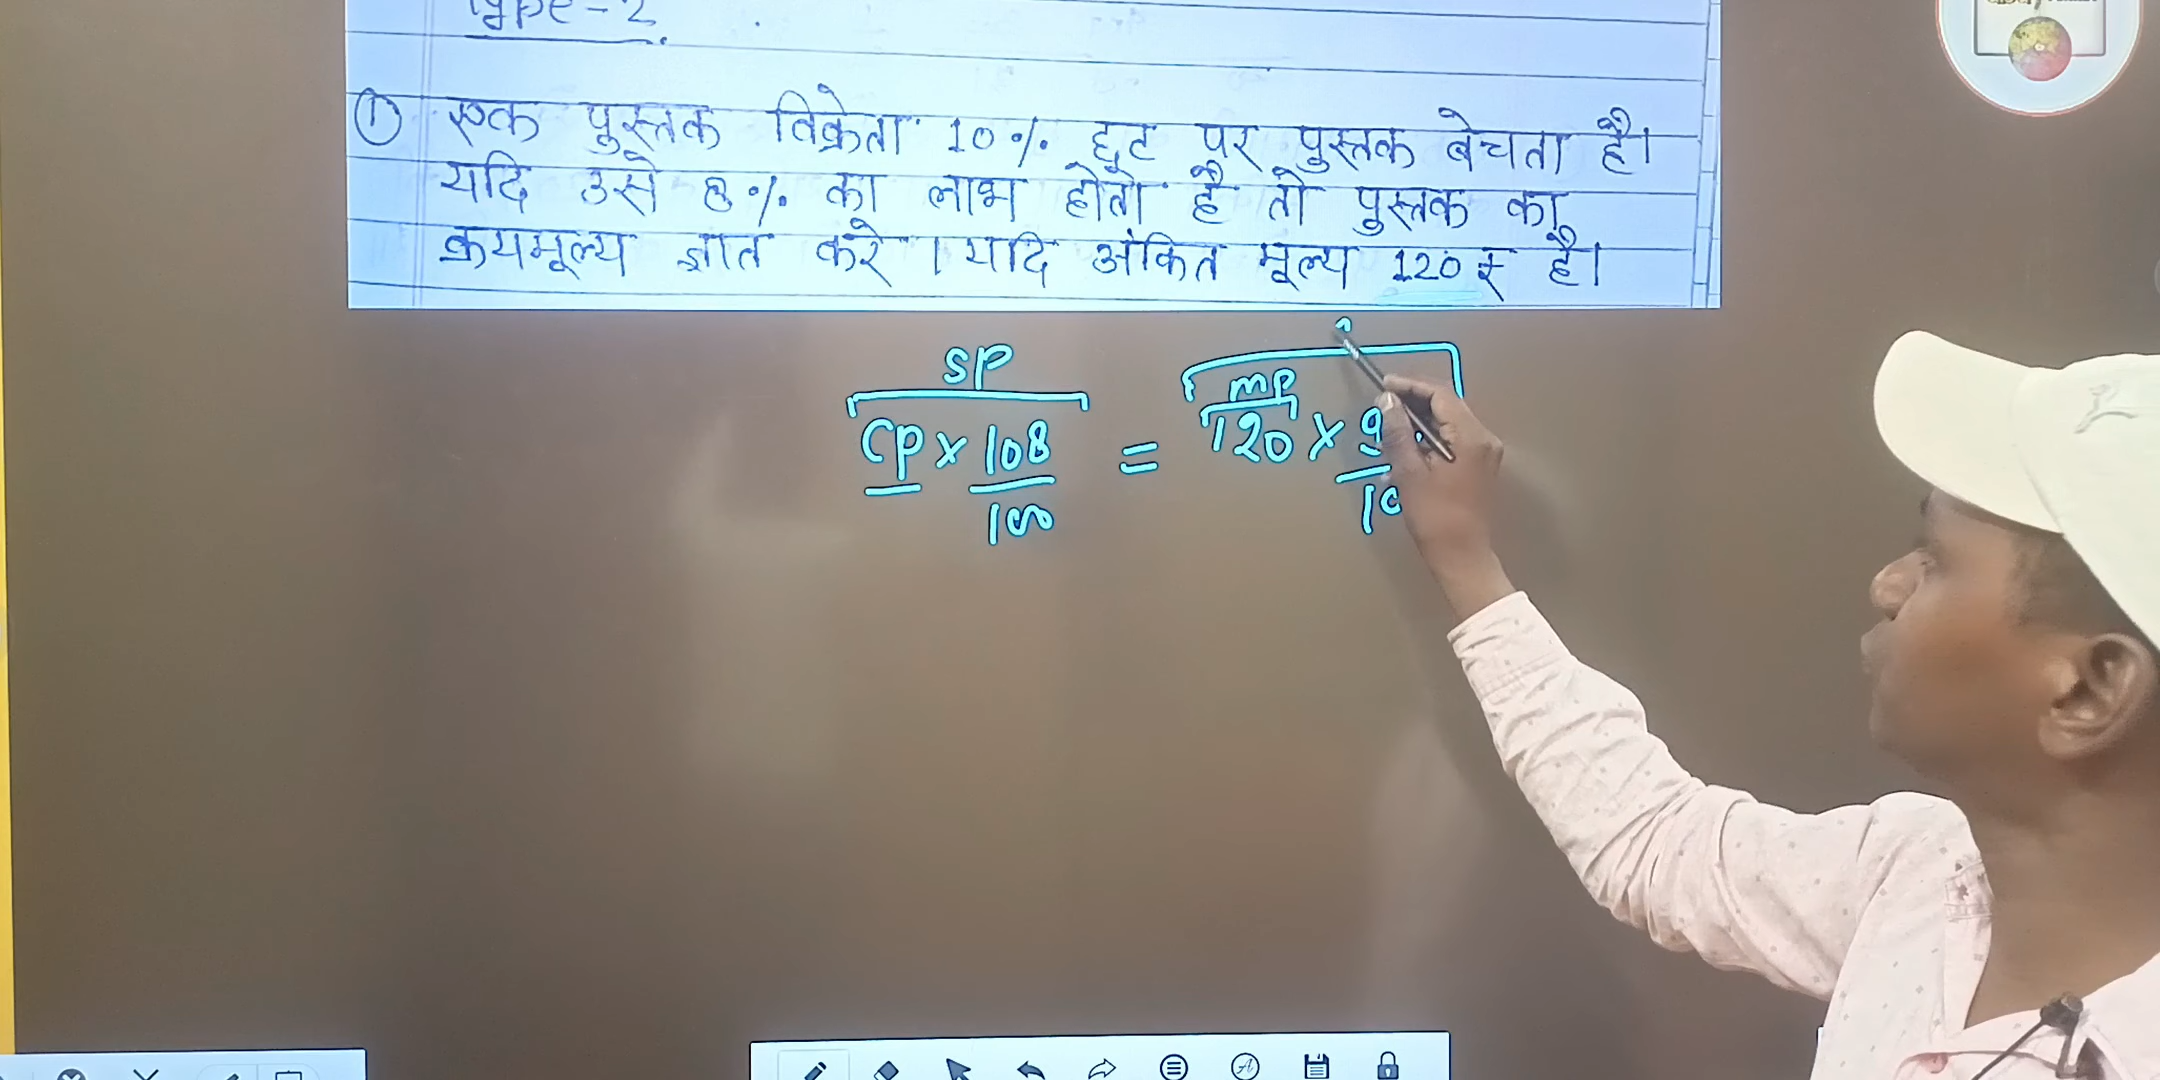 Type-2
① एक पुस्तक विक्रेता 10% छूट पर पुस्तक बेचता है।
यदि उसे 8% का लाभ होता है तो पुस्तक का
क्रयमूल्य ज्ञात करे । यदि अंकित मूल्य 120 रु है।
SP
MP
CP × 108/100 = 120 × 9
10